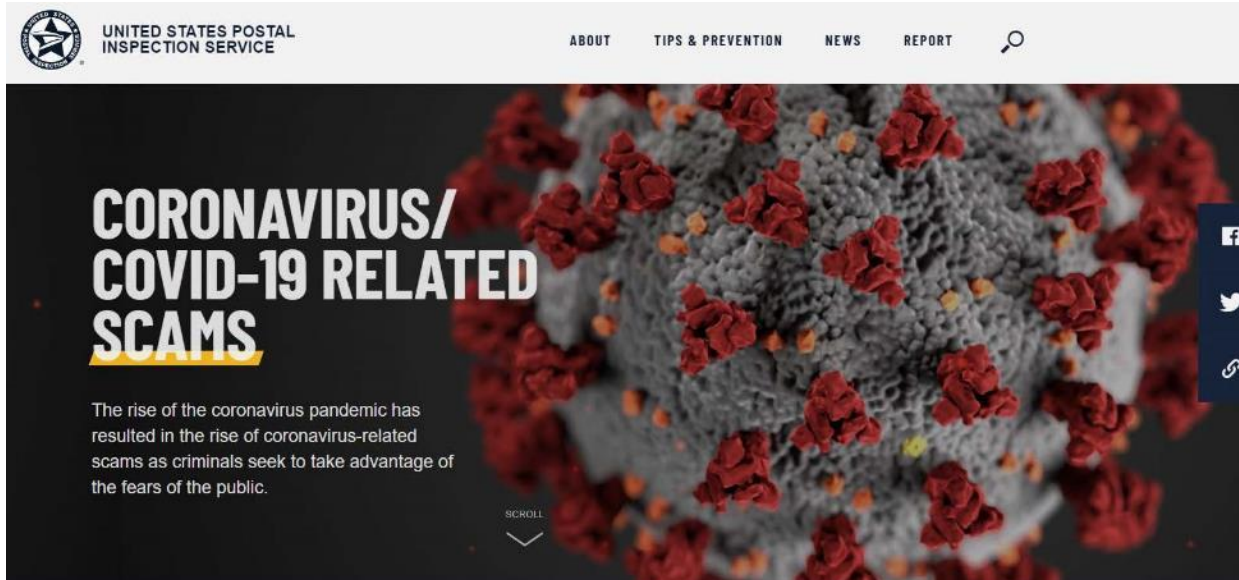 UNITED STATES POSTAL
INSPECTION SERVICE
ABOUT TIPS & PREVENTION NEWS REPORT
CORONAVIRUS/
COVID-19 RELATED
SCAMS
The rise of the coronavirus pandemic has
resulted in the rise of coronavirus-related
scams as criminals seek to take advantage of
the fears of the public.
SCROLL